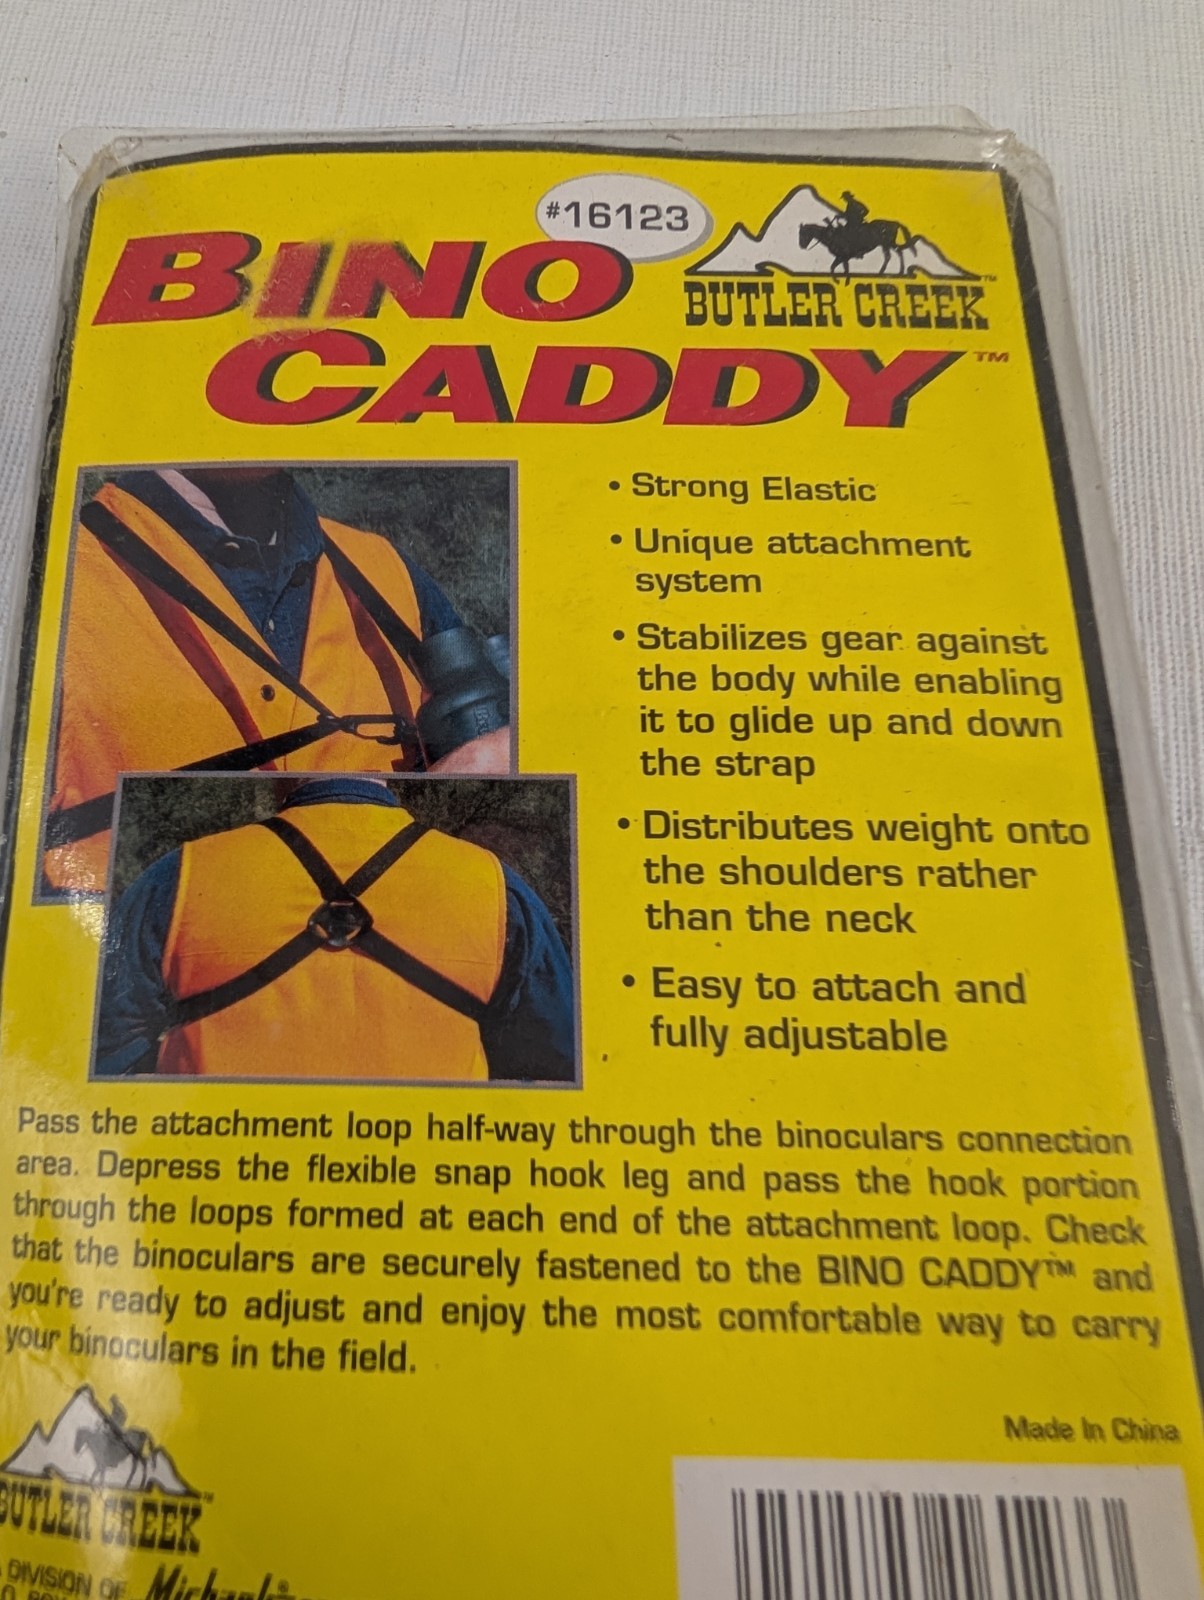 #16123
BINO
CADDY™
BUTLER CREEK™
• Strong Elastic
• Unique attachment
system
• Stabilizes gear against
the body while enabling
it to glide up and down
the strap
• Distributes weight onto
the shoulders rather
than the neck
• Easy to attach and
fully adjustable
Pass the attachment loop half-way through the binoculars connection
area. Depress the flexible snap hook leg and pass the hook portion
through the loops formed at each end of the attachment loop. Check
that the binoculars are securely fastened to the BINO CADDY™ and
you're ready to adjust and enjoy the most comfortable way to carry
your binoculars in the field.
Made In China
BUTLER CREEK™
DIVISION OF